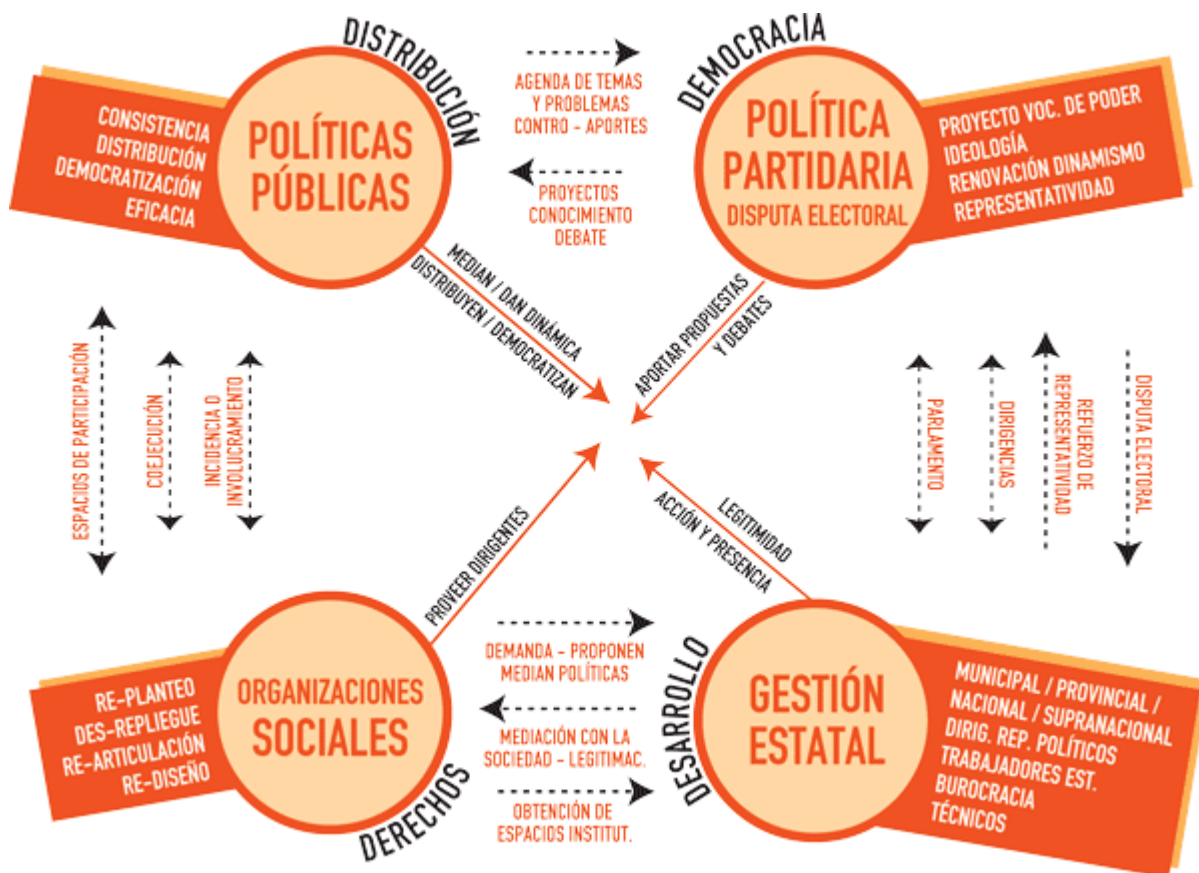 DISTRIBUCIÓN
CONSISTENCIA
DISTRIBUCIÓN
DEMOCRATIZACIÓN
EFICACIA
POLÍTICAS
PÚBLICAS
AGENDA DE TEMAS
Y PROBLEMAS
CONTRO - APORTES
PROYECTOS
CONOCIMIENTO
DEBATE
DEMOCRACIA
POLÍTICA
PARTIDARIA
DISPUTA ELECTORAL
PROYECTO VOC. DE PODER
IDEOLOGÍA
RENOVACIÓN DINAMISMO
REPRESENTATIVIDAD
MEDIAN / DAN DINÁMICA
DISTRIBUYEN / DEMOCRATIZAN
APORTAR PROPUESTAS
Y DEBATES
ESPACIOS DE PARTICIPACIÓN
COEJECUCIÓN
INCIDENCIA O
INVOLUCRAMIENTO
PARLAMENTO
DIRIGENCIAS
REFUERZO DE
REPRESENTATIVIDAD
DISPUTA ELECTORAL
PROVEER DIRIGENTES
LEGITIMIDAD
ACCIÓN Y PRESENCIA
RE-PLANTEO
DES-REPLIEGUE
RE-ARTICULACIÓN
RE-DISEÑO
ORGANIZACIONES
SOCIALES
DERECHOS
DEMANDA - PROPONEN
MEDIAN POLÍTICAS
MEDIACIÓN CON LA
SOCIEDAD - LEGITIMAC.
OBTENCIÓN DE
ESPACIOS INSTITUT.
DESARROLLO
GESTIÓN
ESTATAL
MUNICIPAL / PROVINCIAL /
NACIONAL / SUPRANACIONAL
DIRIG. REP. POLÍTICOS
TRABAJADORES EST.
BUROCRACIA
TÉCNICOS